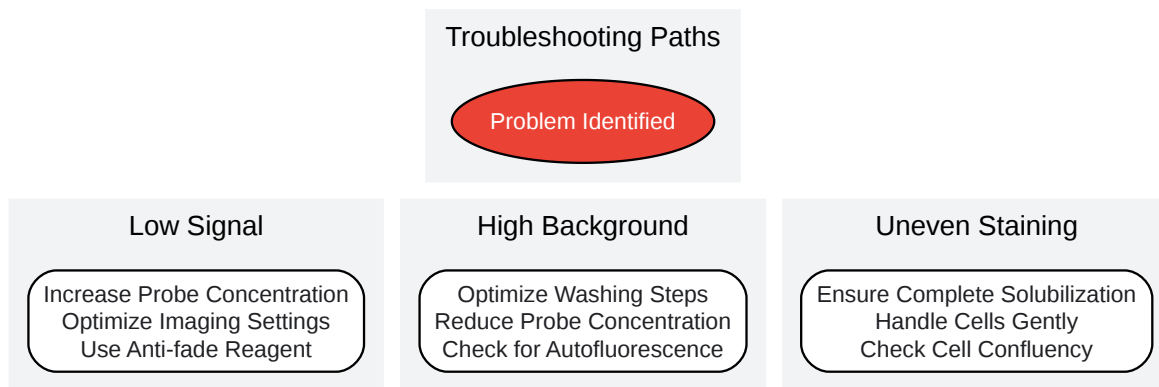 Troubleshooting Paths
Problem Identified
Low Signal
Increase Probe Concentration
Optimize Imaging Settings
Use Anti-fade Reagent
High Background
Optimize Washing Steps
Reduce Probe Concentration
Check for Autofluorescence
Uneven Staining
Ensure Complete Solubilization
Handle Cells Gently
Check Cell Confluency